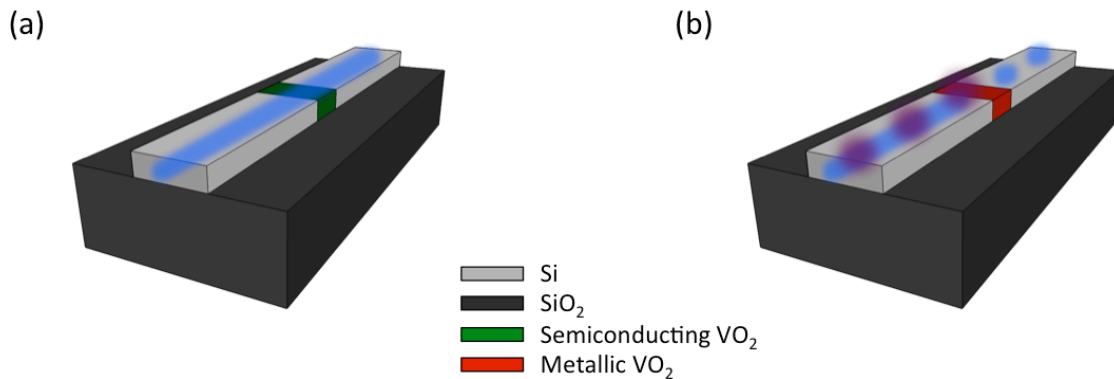 (a)
(b)
Si
SiO₂
Semiconducting VO₂
Metallic VO₂